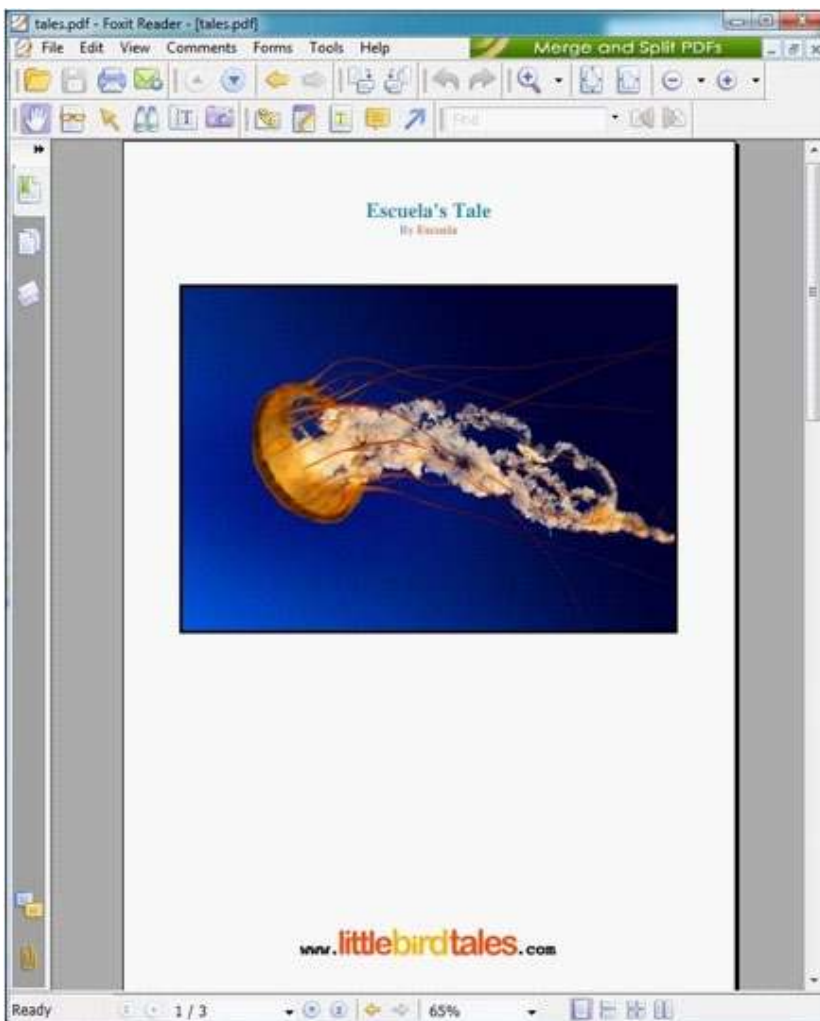 tales.pdf - Foxit Reader - [tales.pdf]
File Edit View Comments Forms Tools Help
Merge and Split PDFs
Find
Escuela's Tale
By Escuela
www.littlebirdtales.com
Ready
1 / 3
65%